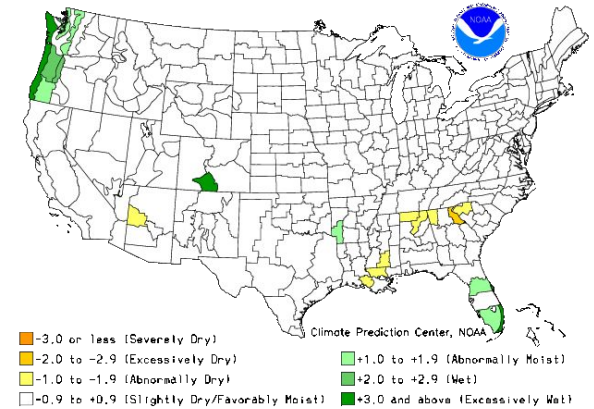 NOAA
Climate Prediction Center, NOAA
-3.0 or less (Severely Dry)
-2.0 to -2.9 (Excessively Dry)
-1.0 to -1.9 (Abnormally Dry)
-0.9 to +0.9 (Slightly Dry/Favorably Moist)
+1.0 to +1.9 (Abnormally Moist)
+2.0 to +2.9 (Wet)
+3.0 and above (Excessively Wet)